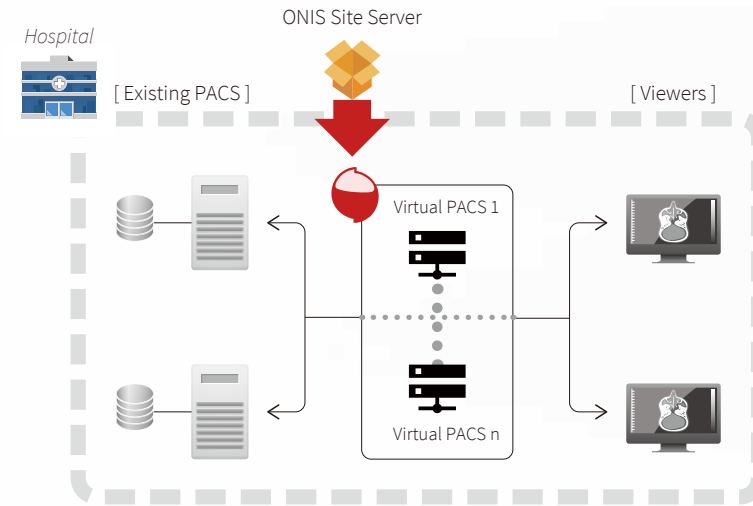 ONIS Site Server
Hospital
[ Existing PACS ]
[ Viewers ]
Virtual PACS 1
Virtual PACS n